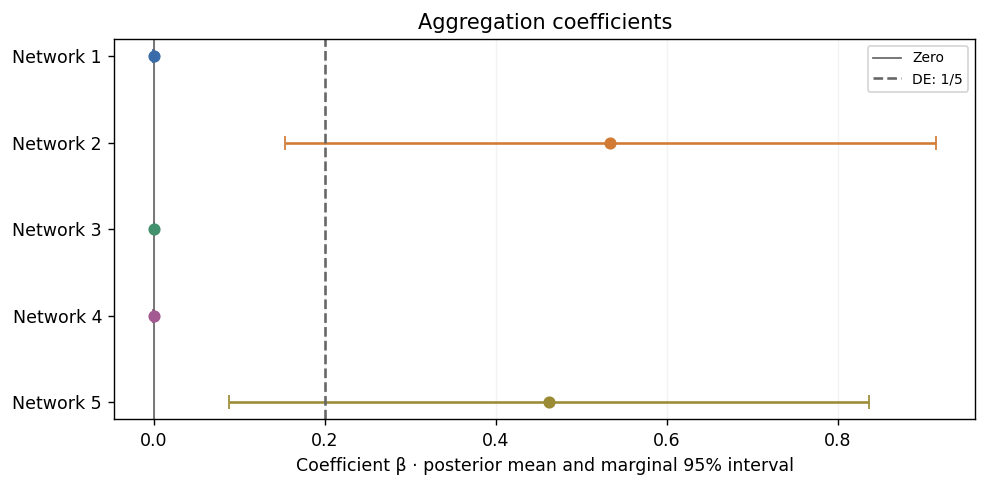 Aggregation coefficients
Network 1
Network 2
Network 3
Network 4
Network 5
Zero
DE: 1/5
0.0 0.2 0.4 0.6 0.8
Coefficient β · posterior mean and marginal 95% interval